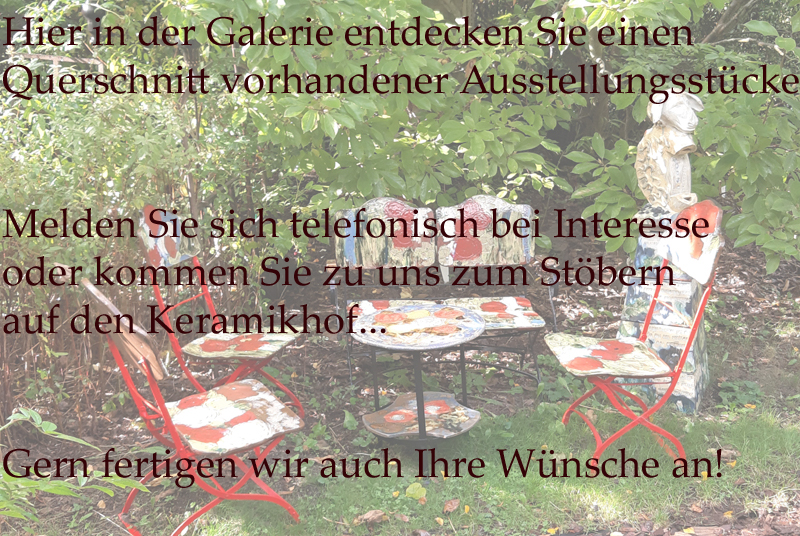 Hier in der Galerie entdecken Sie einen
Querschnitt vorhandener Ausstellungsstücke
Melden Sie sich telefonisch bei Interesse
oder kommen Sie zu uns zum Stöbern
auf den Keramikhof...
Gern fertigen wir auch Ihre Wünsche an!